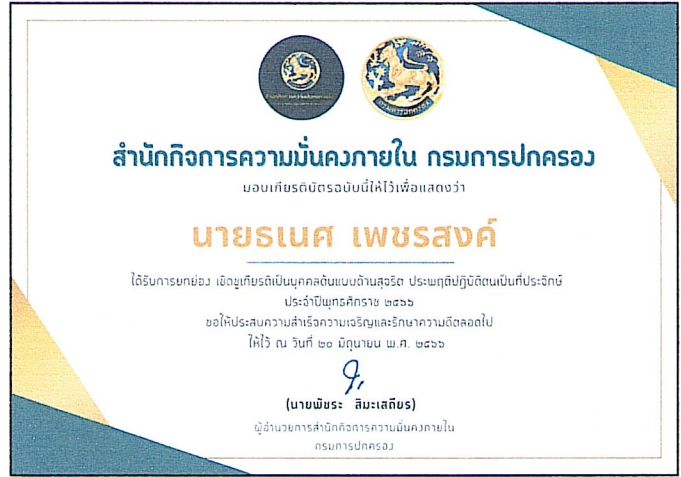 กรมการปกครอง
สำนักกิจการความมั่นคงภายใน กรมการปกครอง
มอบเกียรติบัตรฉบับนี้ให้ไว้เพื่อแสดงว่า
นายธเนศ เพชรสงค์
ได้รับการยกย่อง เชิดชูเกียรติเป็นบุคคลต้นแบบด้านสุจริต ประพฤติปฏิบัติตนเป็นที่ประจักษ์
ประจำปีพุทธศักราช ๒๕๖๖
ขอให้ประสบความสำเร็จความเจริญและรักษาความดีตลอดไป
ให้ไว้ ณ วันที่ ๒๐ มิถุนายน พ.ศ. ๒๕๖๖
(นายพัชระ สิมะเสถียร)
ผู้อำนวยการสำนักกิจการความมั่นคงภายใน
กรมการปกครอง